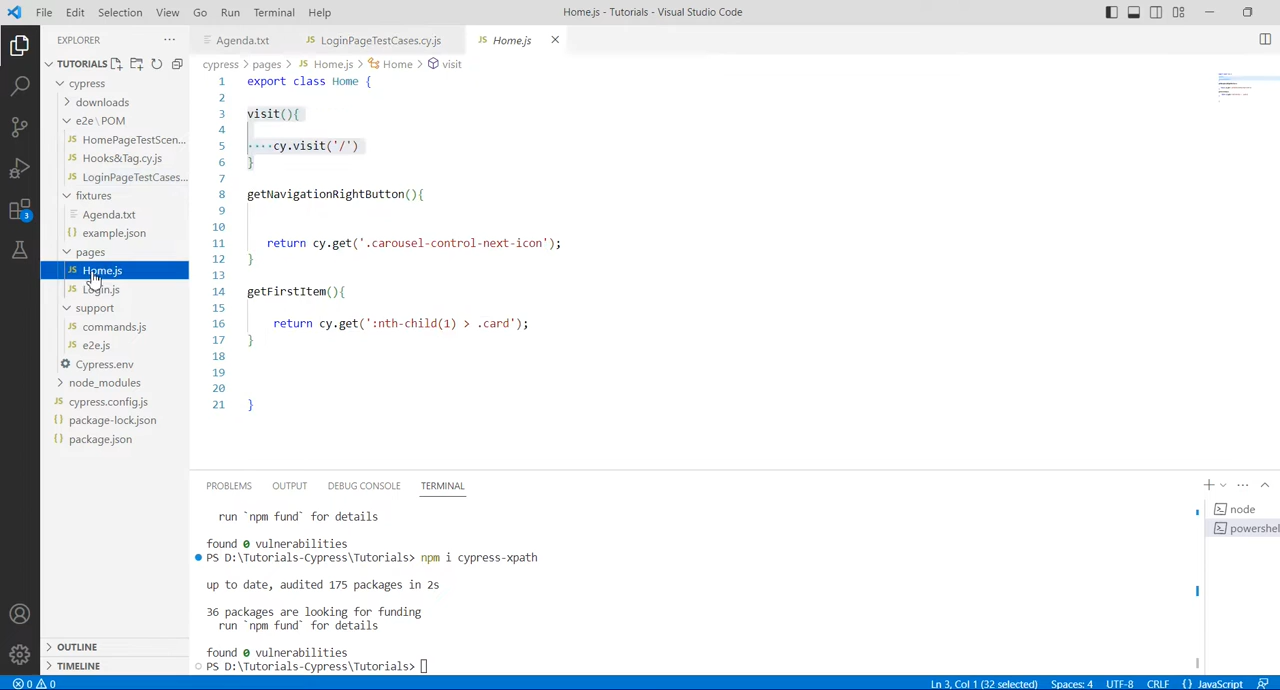 File Edit Selection View Go Run Terminal Help
Home.js - Tutorials - Visual Studio Code
EXPLORER
TUTORIALS
cypress
downloads
e2e \ POM
HomePageTestScen...
Hooks&Tag.cy.js
LoginPageTestCases...
fixtures
Agenda.txt
example.json
pages
Home.js
Login.js
support
commands.js
e2e.js
Cypress.env
node_modules
cypress.config.js
package-lock.json
package.json
OUTLINE
TIMELINE
3
Agenda.txt LoginPageTestCases.cy.js Home.js
cypress > pages > JS Home.js > Home > visit
1 export class Home {
2
3 visit(){
4
5 ····cy.visit('/')
6 }
7
8 getNavigationRightButton(){
9
10
11 return cy.get('.carousel-control-next-icon');
12 }
13
14 getFirstItem(){
15
16 return cy.get(':nth-child(1) > .card');
17 }
18
19
20
21 }
PROBLEMS OUTPUT DEBUG CONSOLE TERMINAL
run `npm fund` for details
found 0 vulnerabilities
PS D:\Tutorials-Cypress\Tutorials> npm i cypress-xpath
up to date, audited 175 packages in 2s
36 packages are looking for funding
run `npm fund` for details
found 0 vulnerabilities
PS D:\Tutorials-Cypress\Tutorials>
node
powershel
0 0
Ln 3, Col 1 (32 selected) Spaces: 4 UTF-8 CRLF {} JavaScript